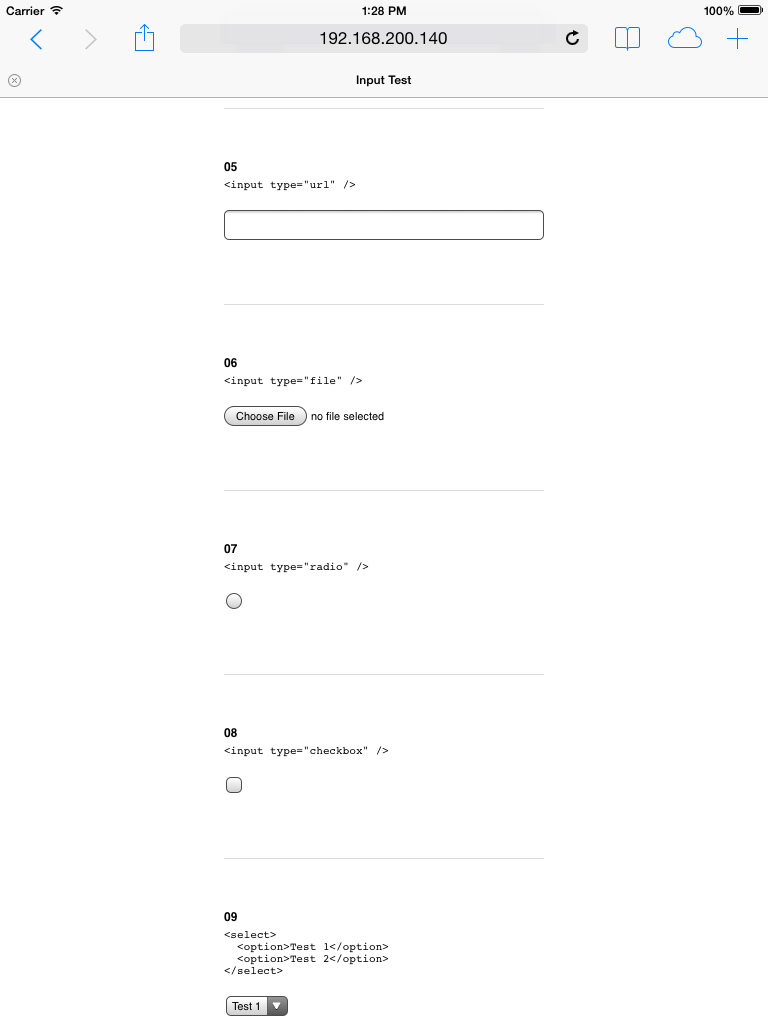 Carrier 1:28 PM 100%
192.168.200.140
Input Test
05
<input type="url" />
06
<input type="file" />
Choose File no file selected
07
<input type="radio" />
08
<input type="checkbox" />
09
<select>
  <option>Test 1</option>
  <option>Test 2</option>
</select>
Test 1